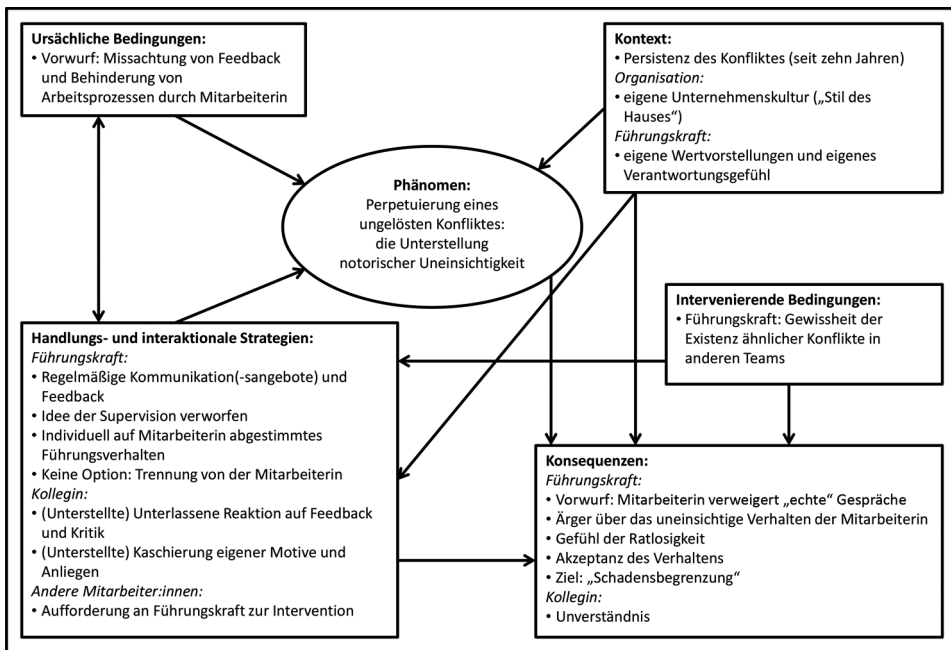 Ursächliche Bedingungen:
• Vorwurf: Missachtung von Feedback
und Behinderung von
Arbeitsprozessen durch Mitarbeiterin
Kontext:
• Persistenz des Konfliktes (seit zehn Jahren)
Organisation:
• eigene Unternehmenskultur („Stil des
Hauses“)
Führungskraft:
• eigene Wertvorstellungen und eigenes
Verantwortungsgefühl
Phänomen:
Perpetuierung eines
ungelösten Konfliktes:
die Unterstellung
notorischer Uneinsichtigkeit
Intervenierende Bedingungen:
• Führungskraft: Gewissheit der
Existenz ähnlicher Konflikte in
anderen Teams
Handlungs- und interaktionale Strategien:
Führungskraft:
• Regelmäßige Kommunikation(-sangebote) und
Feedback
• Idee der Supervision verworfen
• Individuell auf Mitarbeiterin abgestimmtes
Führungsverhalten
• Keine Option: Trennung von der Mitarbeiterin
Kollegin:
• (Unterstellte) Unterlassene Reaktion auf Feedback
und Kritik
• (Unterstellte) Kaschierung eigener Motive und
Anliegen
Andere Mitarbeiter:innen:
• Aufforderung an Führungskraft zur Intervention
Konsequenzen:
Führungskraft:
• Vorwurf: Mitarbeiterin verweigert „echte“ Gespräche
• Ärger über das uneinsichtige Verhalten der Mitarbeiterin
• Gefühl der Ratlosigkeit
• Akzeptanz des Verhaltens
• Ziel: „Schadensbegrenzung“
Kollegin:
• Unverständnis